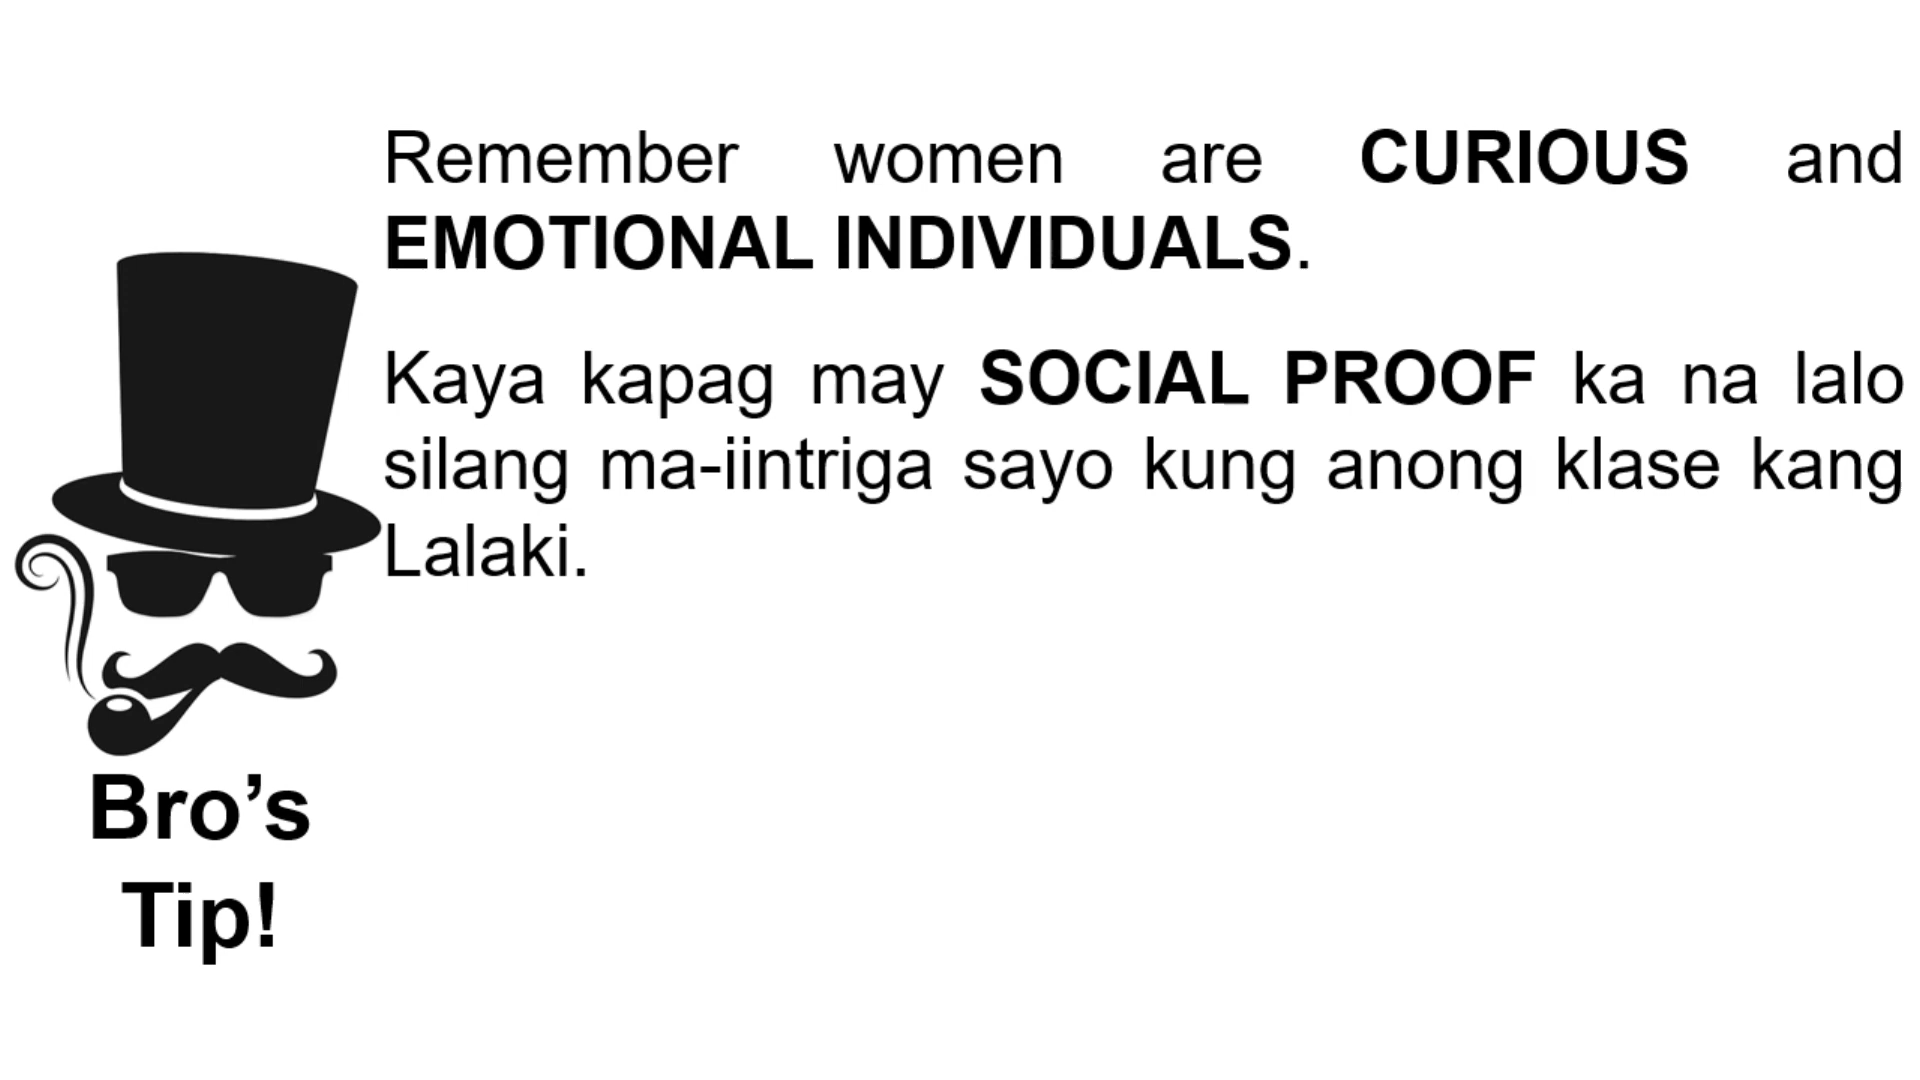 Remember women are CURIOUS and
EMOTIONAL INDIVIDUALS.
Kaya kapag may SOCIAL PROOF ka na lalo
silang ma-iintriga sayo kung anong klase kang
Lalaki.
Bro’s
Tip!